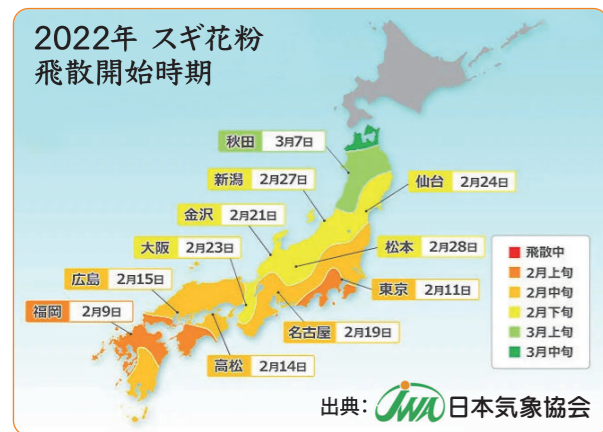 2022年 スギ花粉
飛散開始時期
秋田 3月7日
新潟 2月27日
仙台 2月24日
金沢 2月21日
大阪 2月23日
松本 2月28日
広島 2月15日
東京 2月11日
福岡 2月9日
名古屋 2月19日
高松 2月14日
飛散中
2月上旬
2月中旬
2月下旬
3月上旬
3月中旬
出典: JWA 日本気象協会